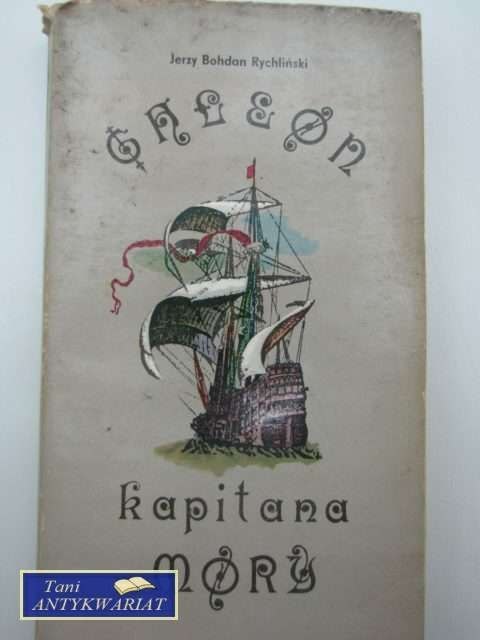 Jerzy Bohdan Rychliński
GALEON
kapitana
MORY
Tani
ANTYKWARIAT